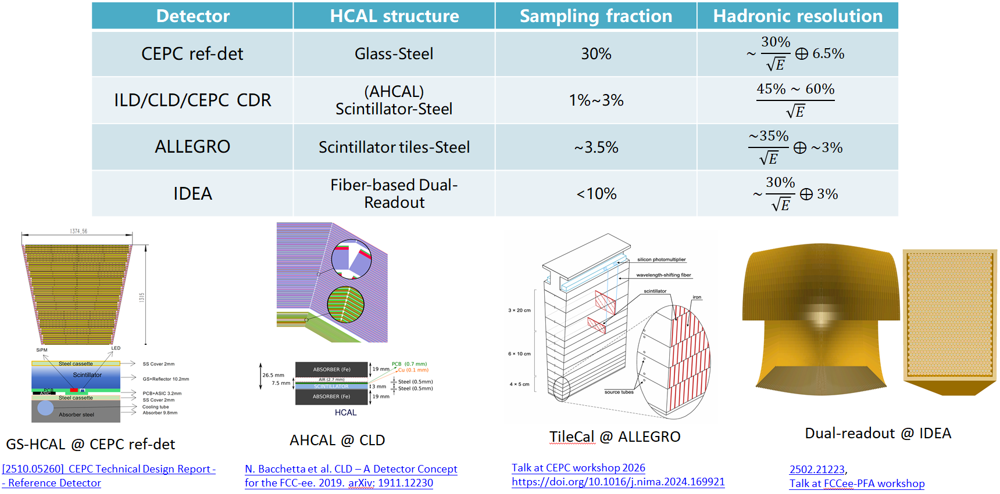 Detector HCAL structure Sampling fraction Hadronic resolution
CEPC ref-det Glass-Steel 30% ~ 30%/√E ⊕ 6.5%
ILD/CLD/CEPC CDR (AHCAL) Scintillator-Steel 1%~3% 45% ~ 60%/√E
ALLEGRO Scintillator tiles-Steel ~3.5% ~35%/√E ⊕ ~3%
IDEA Fiber-based Dual-Readout <10% ~ 30%/√E ⊕ 3%
1374,56
1315
SiPM
LED
Steel cassette
SS Cover 2mm
Scintillator
GS+Reflector 10.2mm
PCB
ASIC
PCB+ASIC 3.2mm
Steel cassette
SS Cover 2mm
Cooling tube
Absorber steel
Absorber 9.8mm
GS-HCAL @ CEPC ref-det
[2510.05260] CEPC Technical Design Report -
- Reference Detector
PCB (0.7 mm)
Cu (0.1 mm)
ABSORBER (Fe)
19 mm
26.5 mm
7.5 mm
AIR (2.7 mm)
SCINTILLATOR
3 mm
Steel (0.5mm)
Steel (0.5mm)
ABSORBER (Fe)
19 mm
HCAL
AHCAL @ CLD
N. Bacchetta et al. CLD – A Detector Concept
for the FCC-ee. 2019. arXiv: 1911.12230
silicon photomultiplier
wavelength-shifting fiber
scintillator
iron
3 × 20 cm
6 × 10 cm
4 × 5 cm
source tubes
TileCal @ ALLEGRO
Talk at CEPC workshop 2026
https://doi.org/10.1016/j.nima.2024.169921
Dual-readout @ IDEA
2502.21223,
Talk at FCCee-PFA workshop